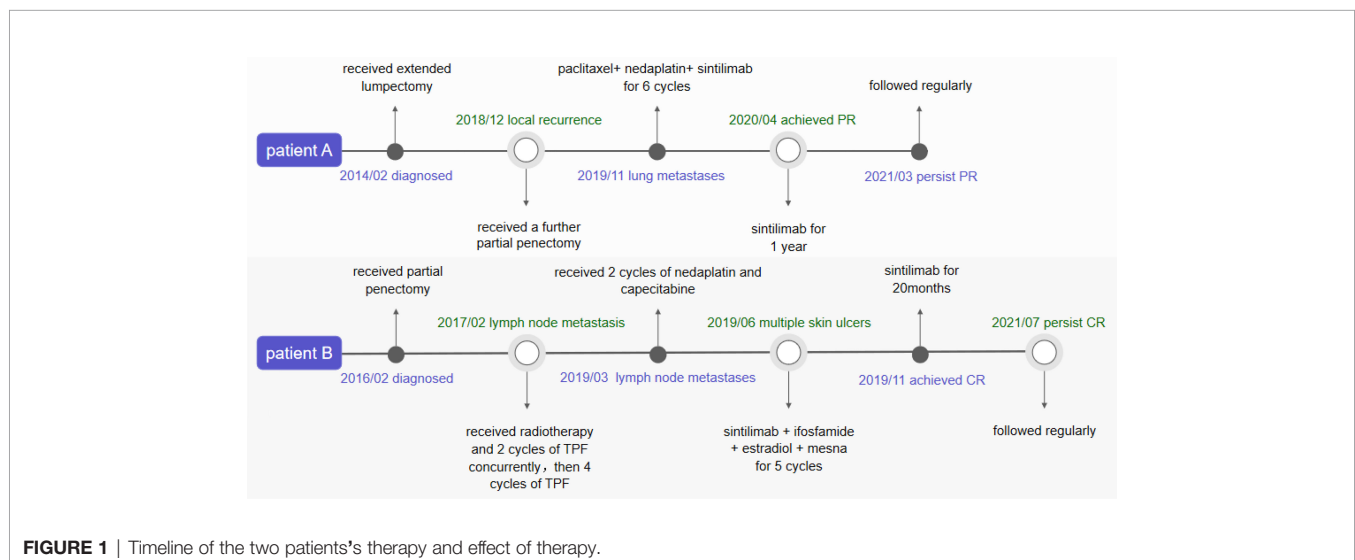 received extended
lumpectomy
paclitaxel+ nedaplatin+ sintilimab
for 6 cycles
followed regularly
2018/12 local recurrence
2020/04 achieved PR
patient A
2014/02 diagnosed
2019/11 lung metastases
2021/03 persist PR
received a further
partial penectomy
sintilimab for
1 year
received partial
penectomy
received 2 cycles of nedaplatin and
capecitabine
sintilimab for
20months
2017/02 lymph node metastasis
2019/06 multiple skin ulcers
2021/07 persist CR
patient B
2016/02 diagnosed
2019/03 lymph node metastases
2019/11 achieved CR
received radiotherapy
and 2 cycles of TPF
concurrently，then 4
cycles of TPF
sintilimab + ifosfamide
+ estradiol + mesna
for 5 cycles
followed regularly
FIGURE 1 | Timeline of the two patients's therapy and effect of therapy.